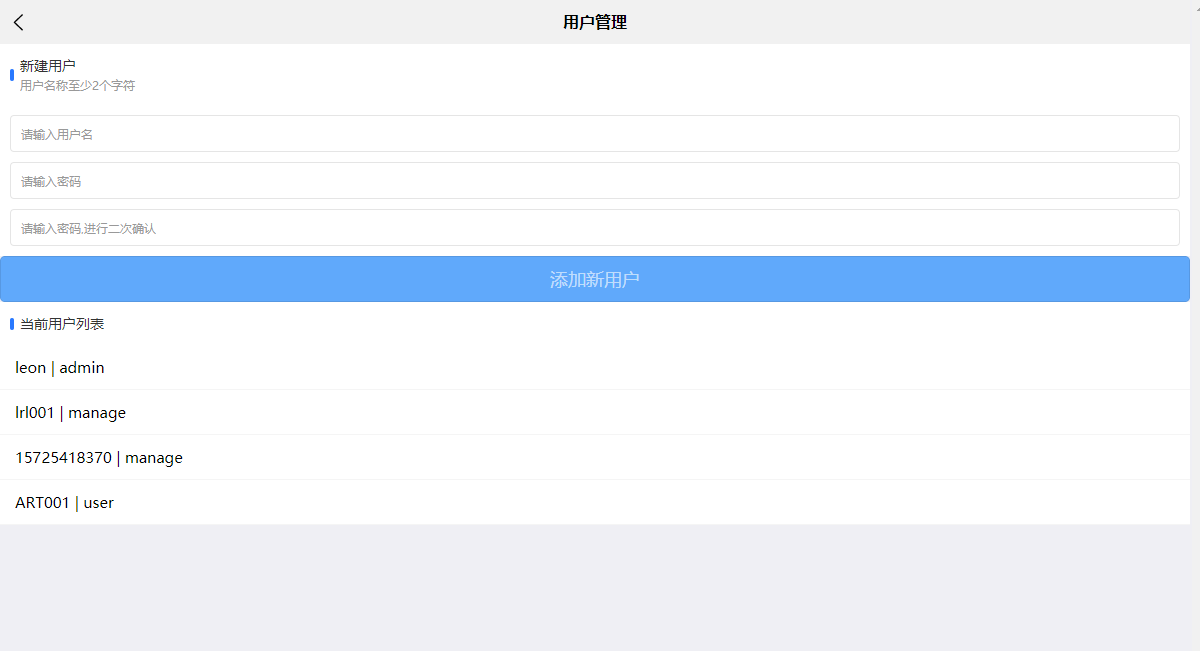 用户管理
新建用户
用户名称至少2个字符
请输入用户名
请输入密码
请输入密码,进行二次确认
添加新用户
当前用户列表
leon | admin
lrl001 | manage
15725418370 | manage
ART001 | user